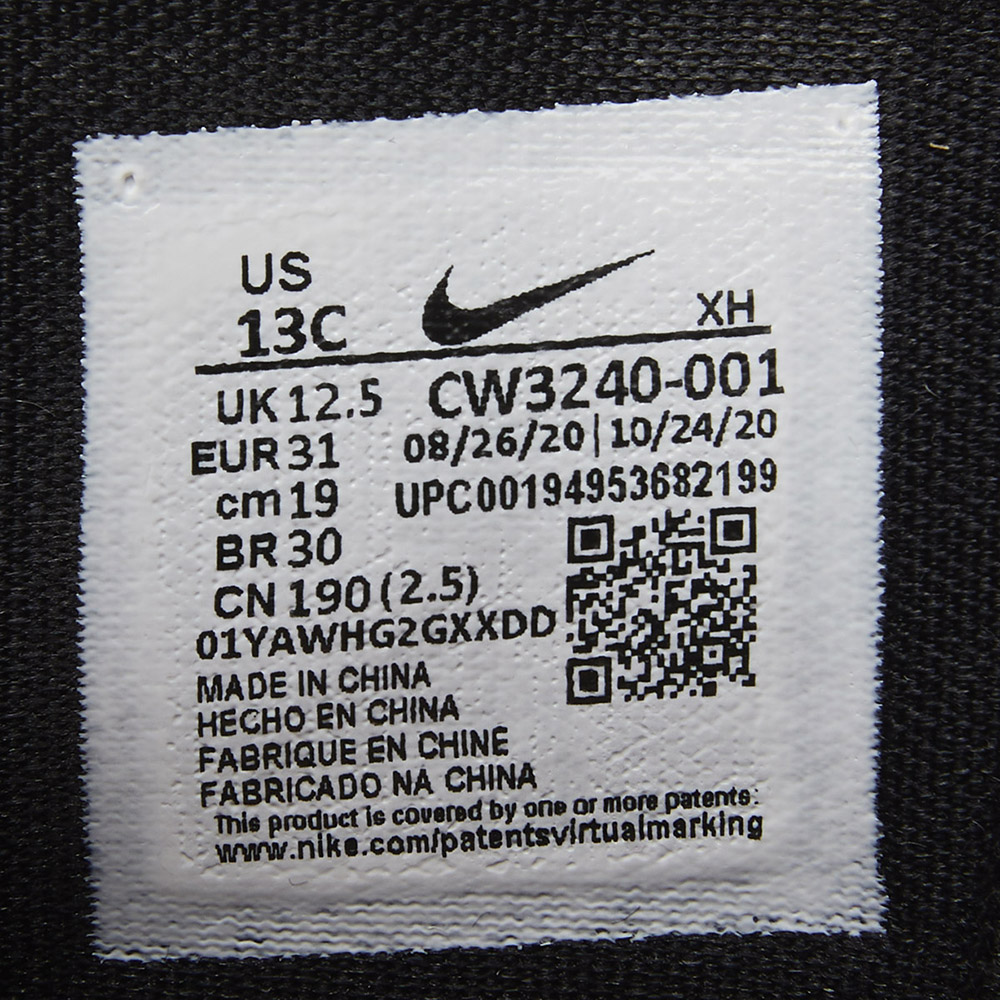 US
13C
XH
UK 12.5 CW3240-001
EUR 31 08/26/20 | 10/24/20
cm 19 UPC00194953682199
BR 30
CN 190 (2.5)
01YAWHG2GXXDD
MADE IN CHINA
HECHO EN CHINA
FABRIQUE EN CHINE
FABRICADO NA CHINA
This product is covered by one or more patents:
www.nike.com/patentsvirtualmarking